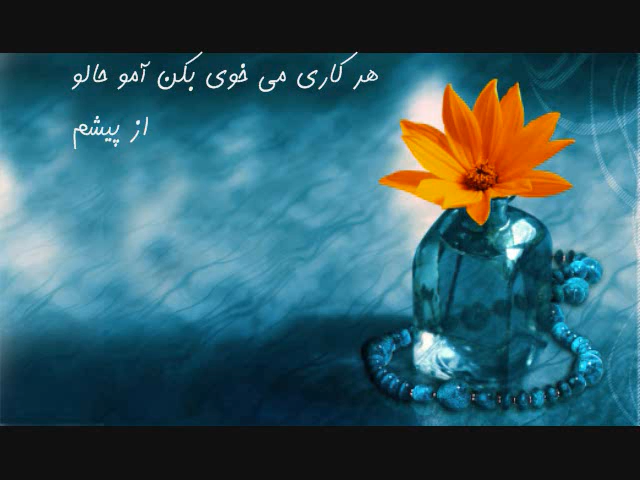 هر کاری می خوی بکن آمو حالو
از پیشم